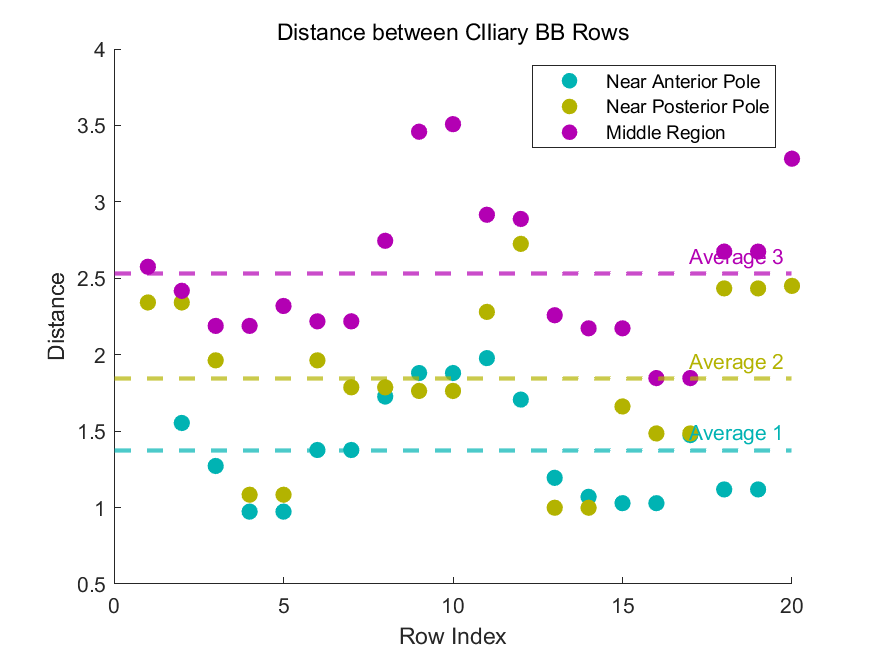 Distance between CIliary BB Rows
Near Anterior Pole
Near Posterior Pole
Middle Region
Average 3
Average 2
Average 1
Distance
4
3.5
3
2.5
2
1.5
1
0.5
0
5
10
15
20
Row Index